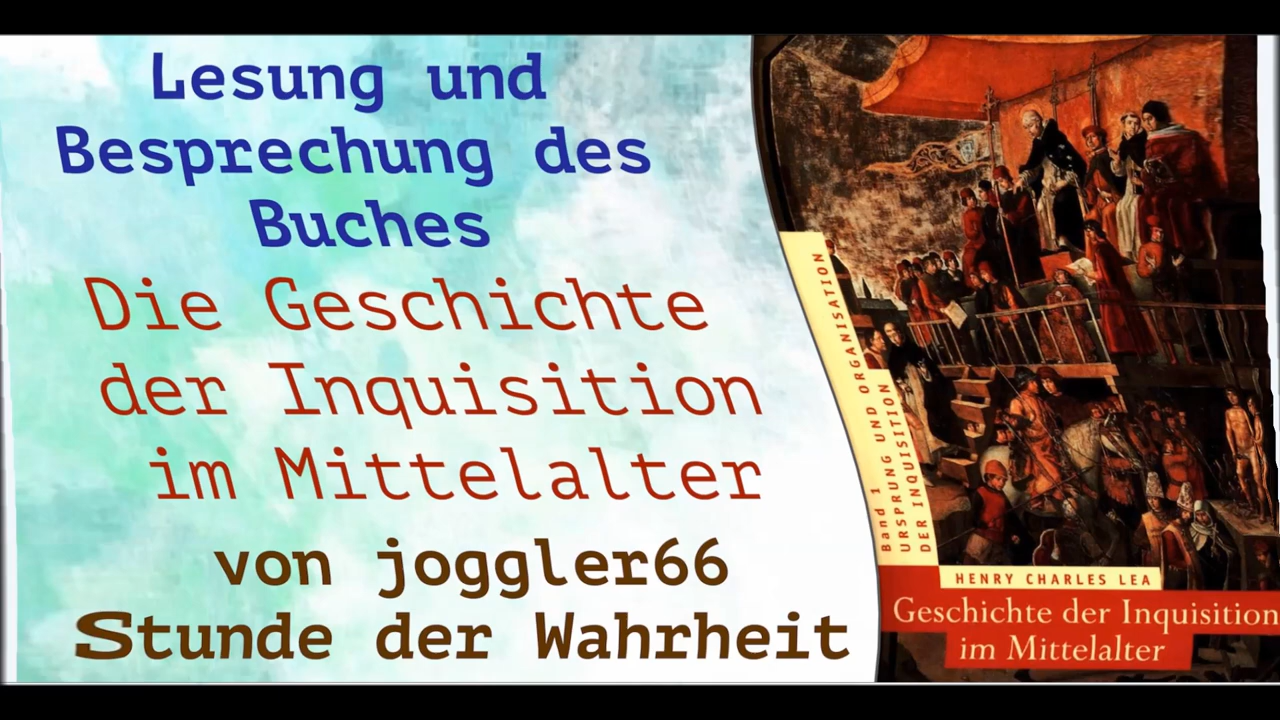 Lesung und
Besprechung des
Buches
Die Geschichte
der Inquisition
im Mittelalter
von joggler66
Stunde der Wahrheit
Band 1
URSPRUNG UND ORGANISATION
DER INQUISITION
HENRY CHARLES LEA
Geschichte der Inquisition
im Mittelalter